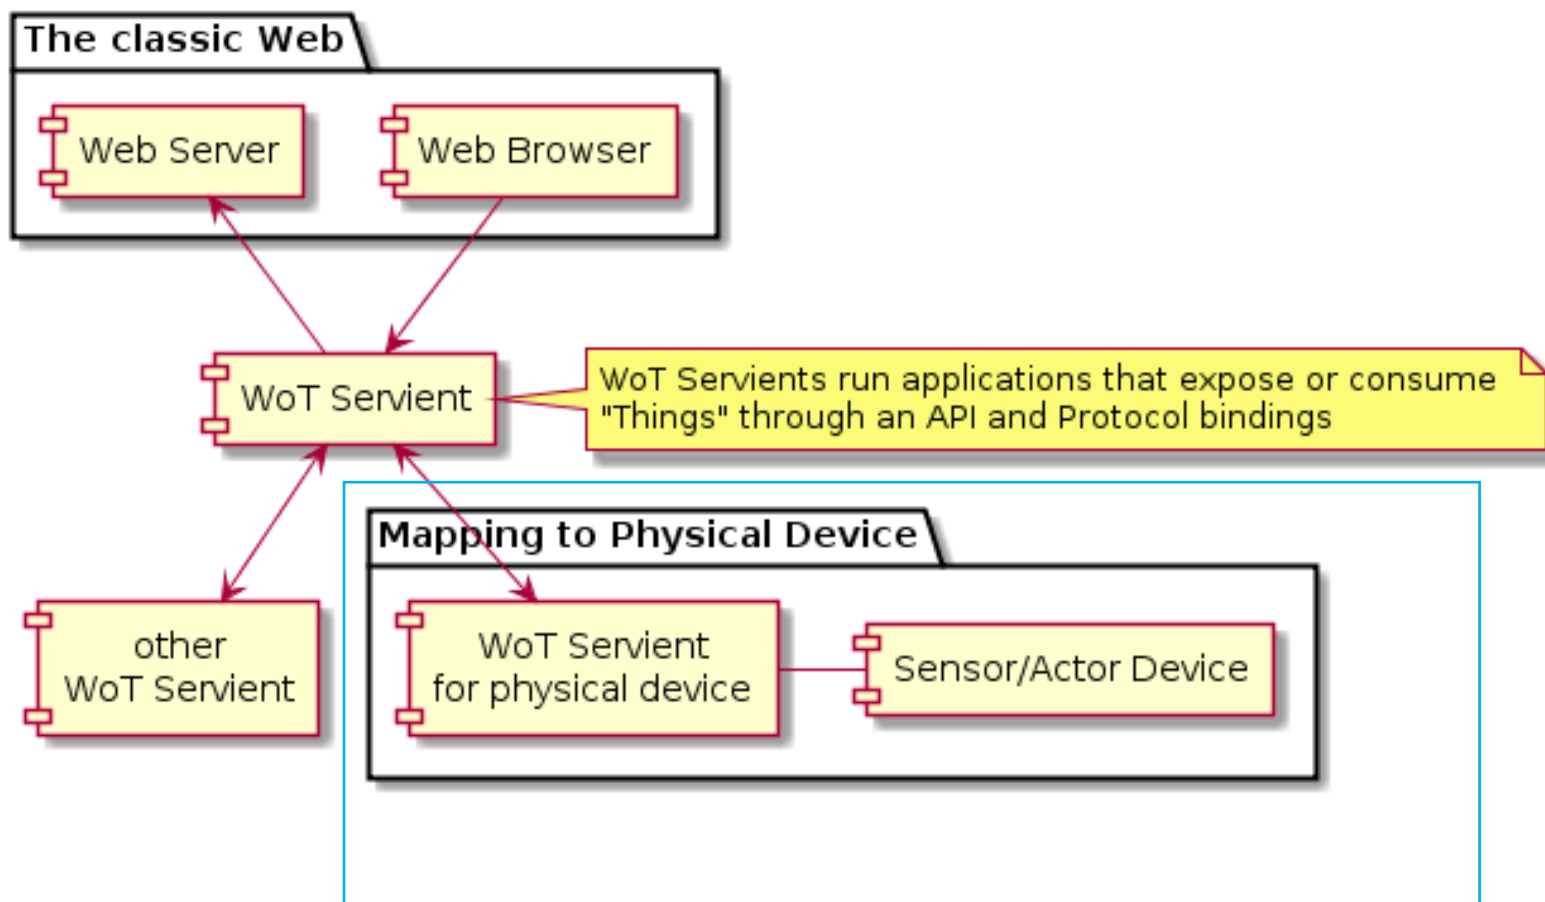 The classic Web
Web Server
Web Browser
WoT Servient
WoT Servients run applications that expose or consume
"Things" through an API and Protocol bindings
Mapping to Physical Device
other
WoT Servient
WoT Servient
for physical device
Sensor/Actor Device